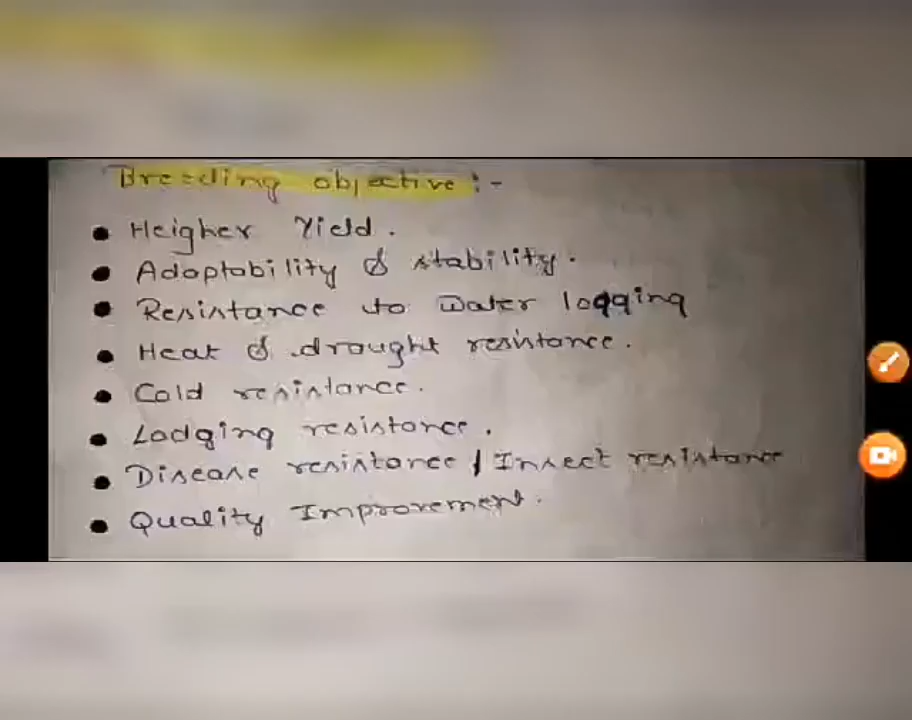 Breeding objective :-
• Heigher Yield.
• Adaptability & stability.
• Resistance to Water logging
• Heat & drought resistance.
• Cold resistance.
• Lodging resistance.
• Disease resistance / Insect resistance
• Quality Improvement.